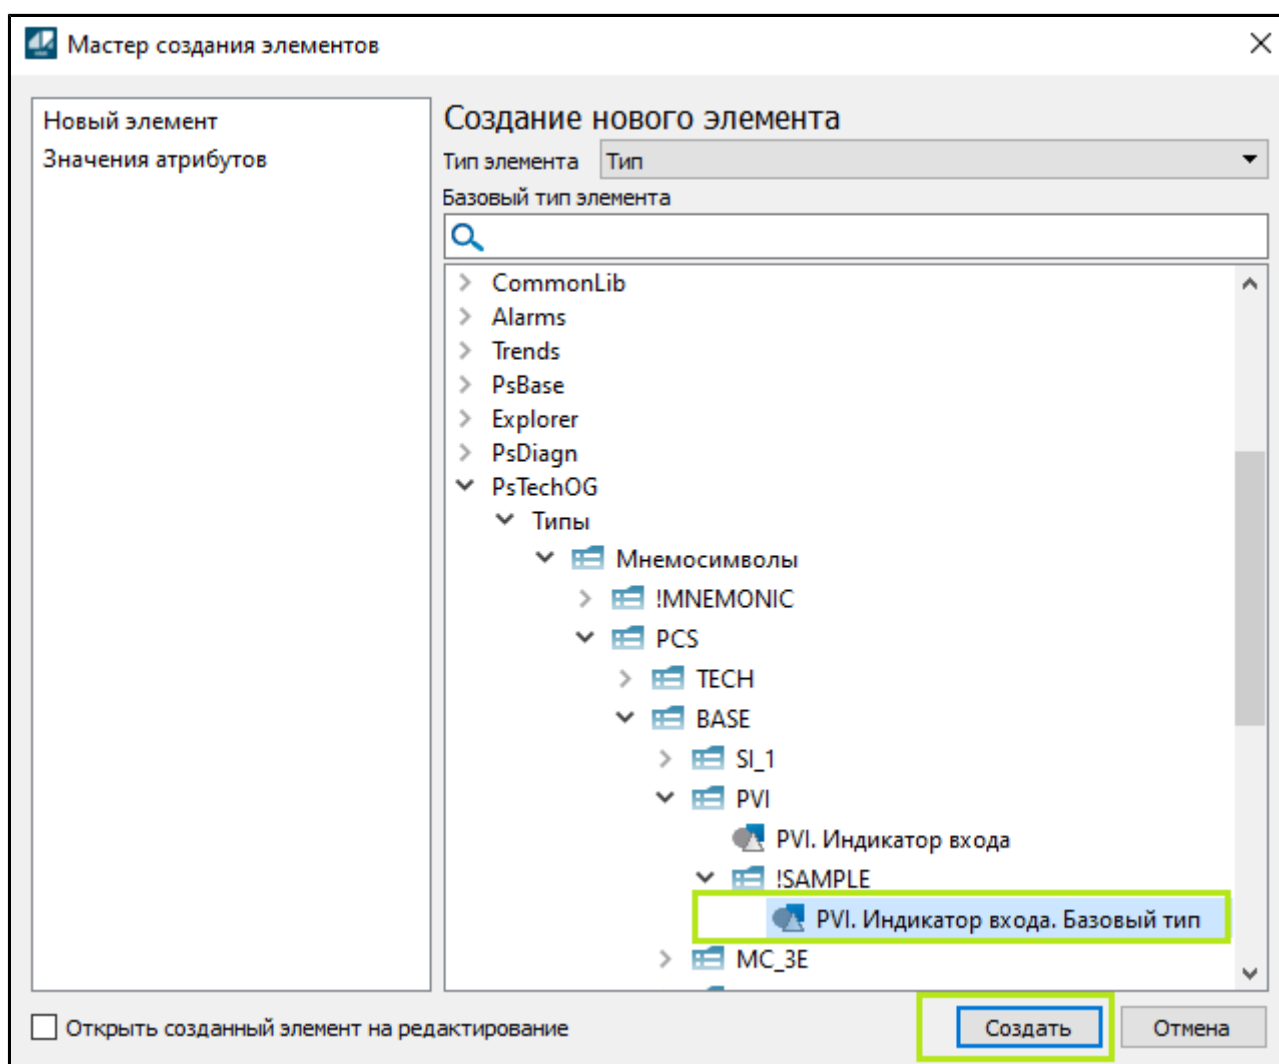 Мастер создания элементов
Новый элемент
Значения атрибутов
Создание нового элемента
Тип элемента Тип
Базовый тип элемента
CommonLib
Alarms
Trends
PsBase
Explorer
PsDiagn
PsTechOG
Типы
Мнемосимволы
!MNEMONIC
PCS
TECH
BASE
SI_1
PVI
PVI. Индикатор входа
!SAMPLE
PVI. Индикатор входа. Базовый тип
MC_3E
Открыть созданный элемент на редактирование
Создать Отмена